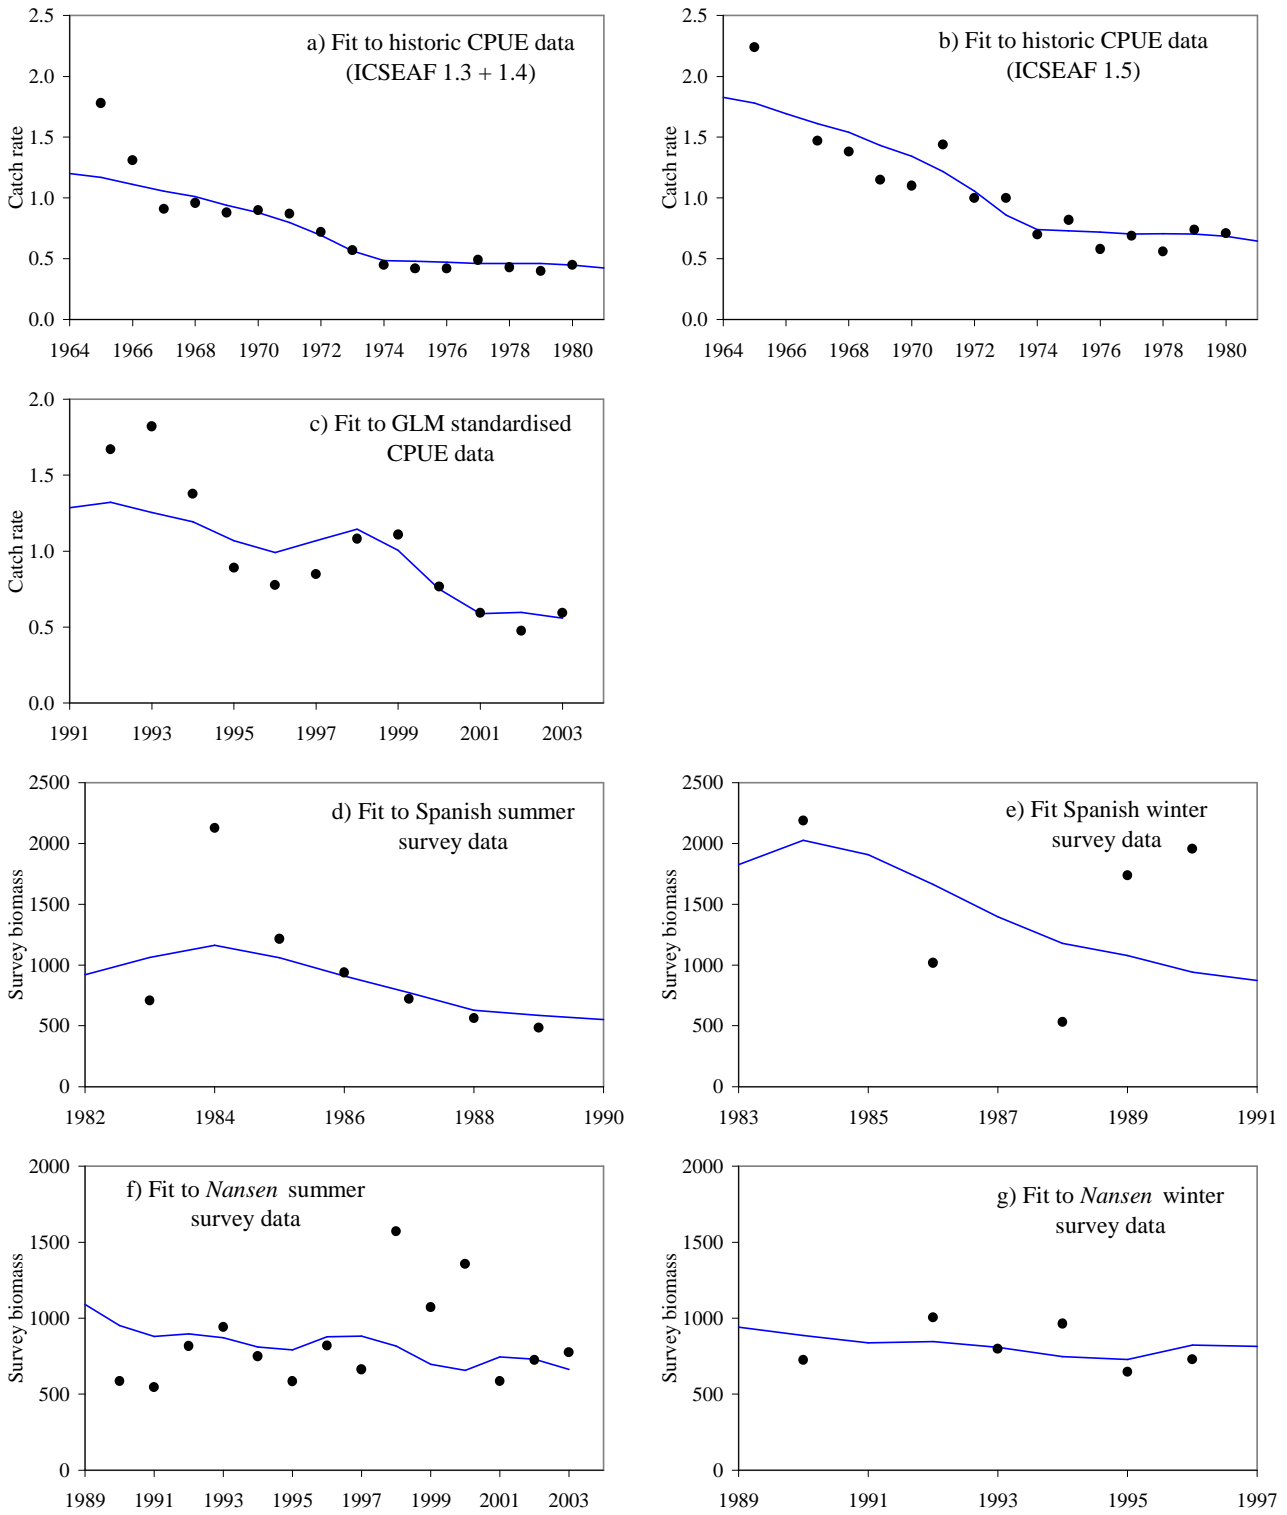 a) Fit to historic CPUE data
(ICSEAF 1.3 + 1.4)
Catch rate
2.5
2.0
1.5
1.0
0.5
0.0
1964 1966 1968 1970 1972 1974 1976 1978 1980
b) Fit to historic CPUE data
(ICSEAF 1.5)
Catch rate
2.5
2.0
1.5
1.0
0.5
0.0
1964 1966 1968 1970 1972 1974 1976 1978 1980
c) Fit to GLM standardised
CPUE data
Catch rate
2.0
1.5
1.0
0.5
0.0
1991 1993 1995 1997 1999 2001 2003
d) Fit to Spanish summer
survey data
Survey biomass
2500
2000
1500
1000
500
0
1982 1984 1986 1988 1990
e) Fit Spanish winter
survey data
Survey biomass
2500
2000
1500
1000
500
0
1983 1985 1987 1989 1991
f) Fit to Nansen summer
survey data
Survey biomass
2000
1500
1000
500
0
1989 1991 1993 1995 1997 1999 2001 2003
g) Fit to Nansen winter
survey data
Survey biomass
2000
1500
1000
500
0
1989 1991 1993 1995 1997